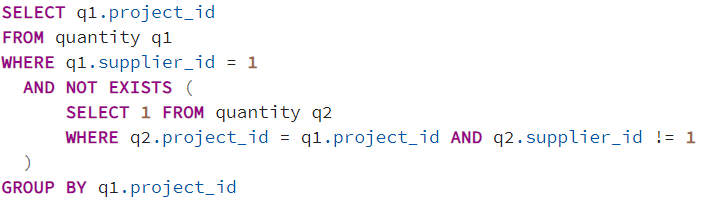 SELECT q1.project_id
FROM quantity q1
WHERE q1.supplier_id = 1
  AND NOT EXISTS (
      SELECT 1 FROM quantity q2
      WHERE q2.project_id = q1.project_id AND q2.supplier_id != 1
  )
GROUP BY q1.project_id